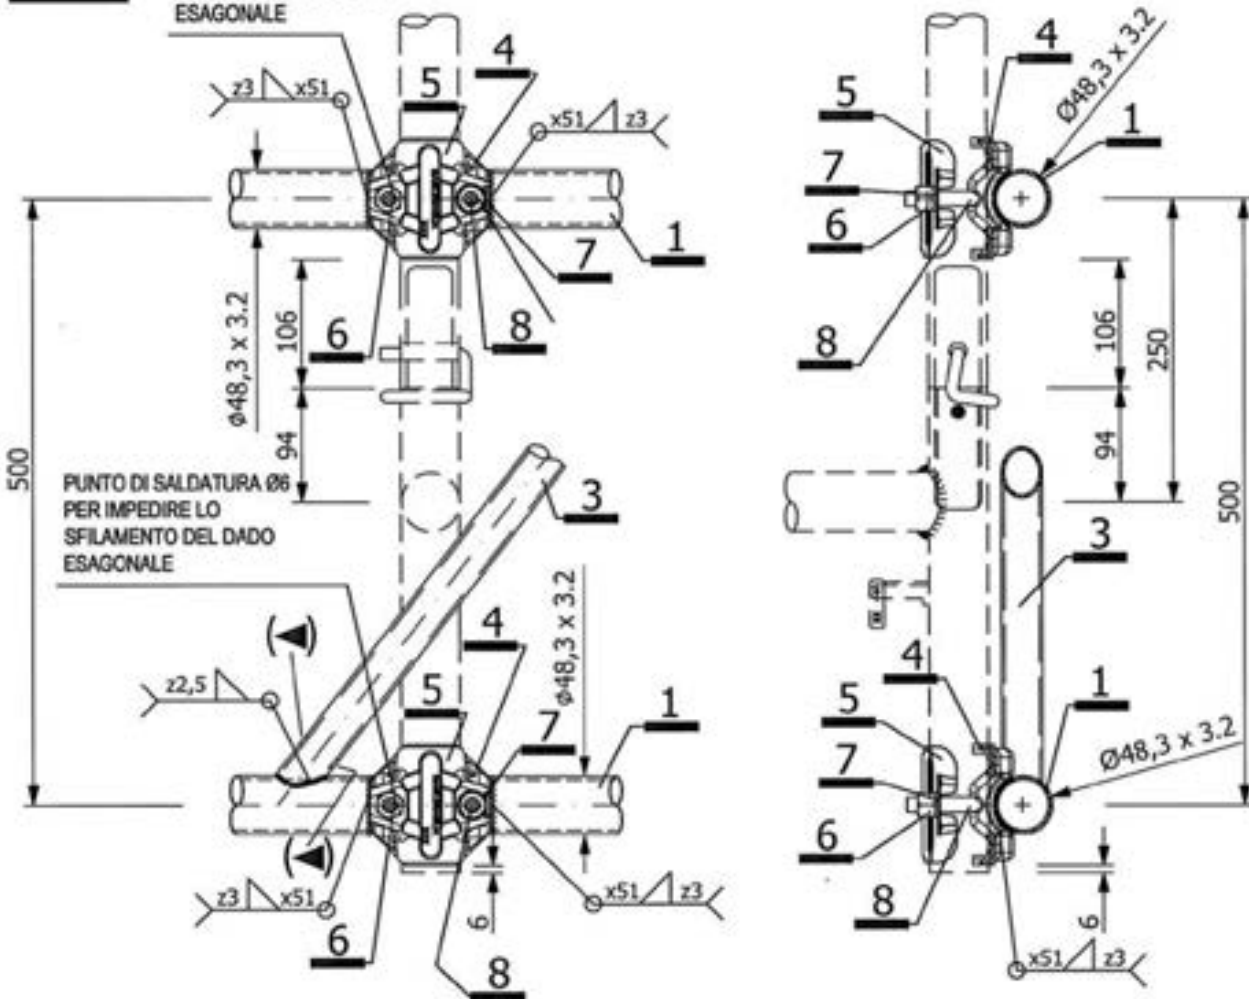 ESAGONALE
4
5
z3
x51
x51
z3
1
7
8
6
Ø48,3 x 3.2
106
94
500
PUNTO DI SALDATURA Ø6
PER IMPEDIRE LO
SFILAMENTO DEL DADO
ESAGONALE
3
Ø48,3 x 3.2
4
5
7
1
z2,5
z3
x51
x51
z3
6
6
8
4
Ø48,3 x 3.2
5
1
7
6
8
106
250
94
500
3
4
1
5
7
Ø48,3 x 3.2
6
8
6
x51
z3